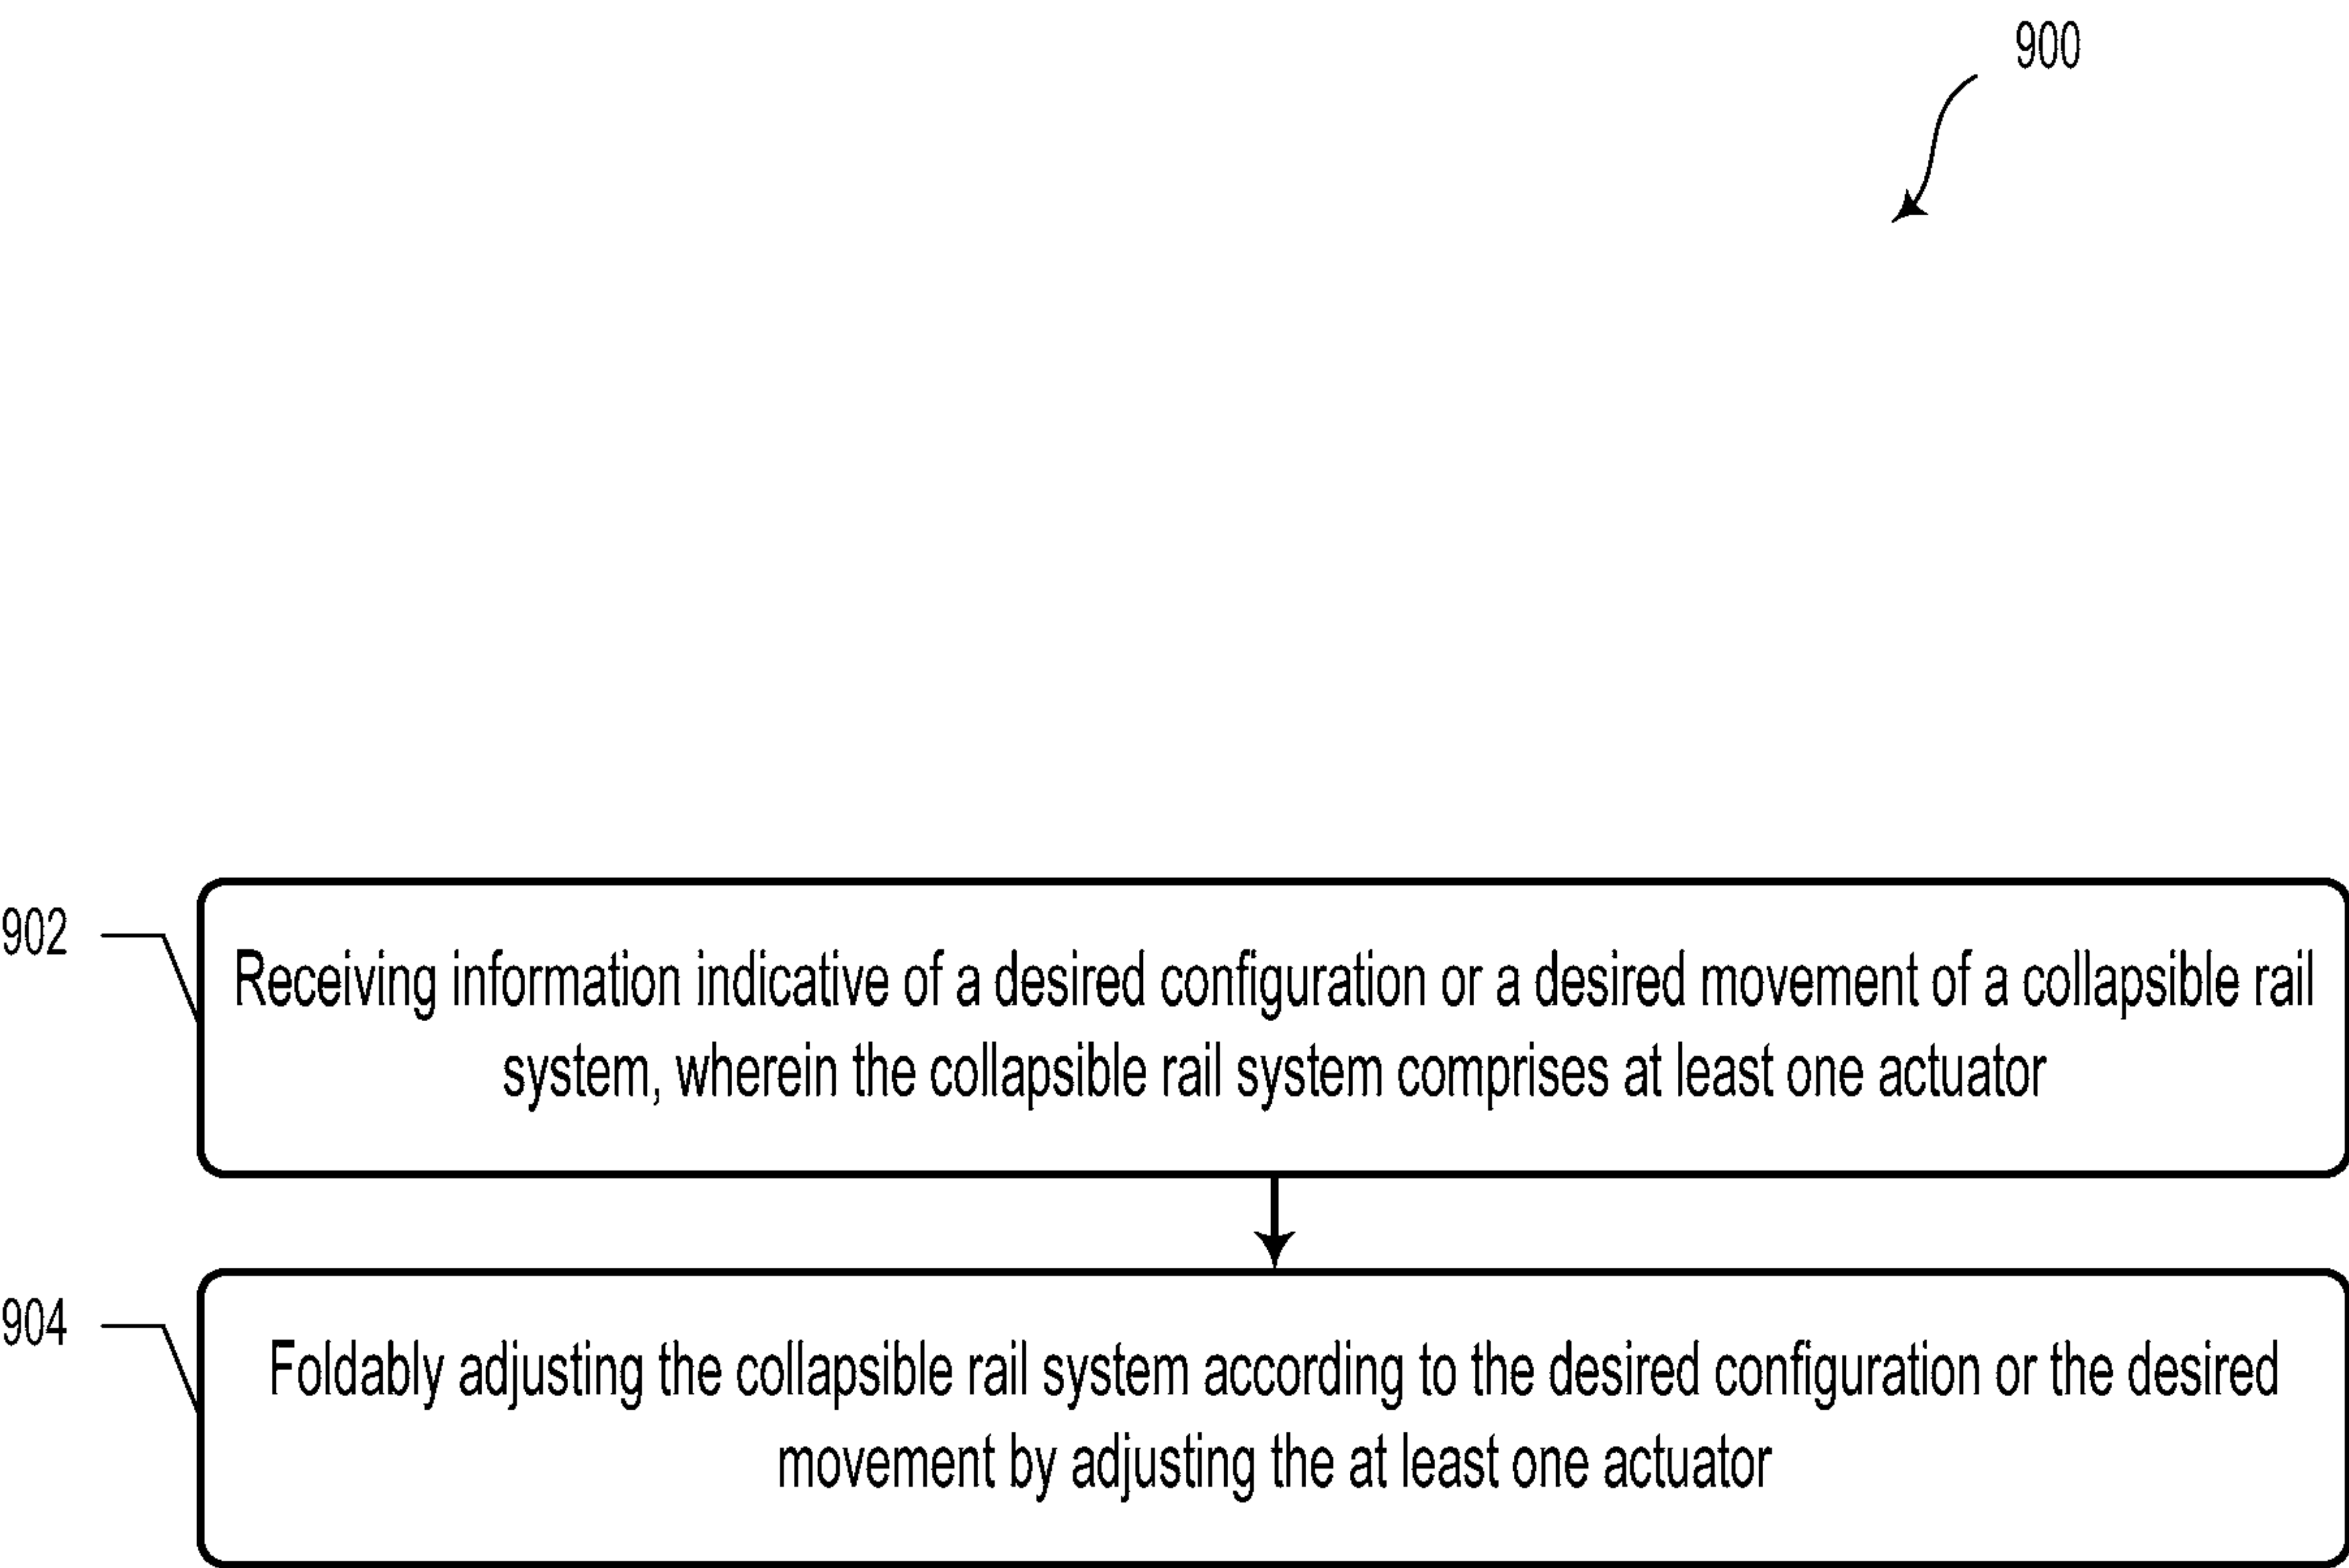 900
902
Receiving information indicative of a desired configuration or a desired movement of a collapsible rail
system, wherein the collapsible rail system comprises at least one actuator
904
Foldably adjusting the collapsible rail system according to the desired configuration or the desired
movement by adjusting the at least one actuator